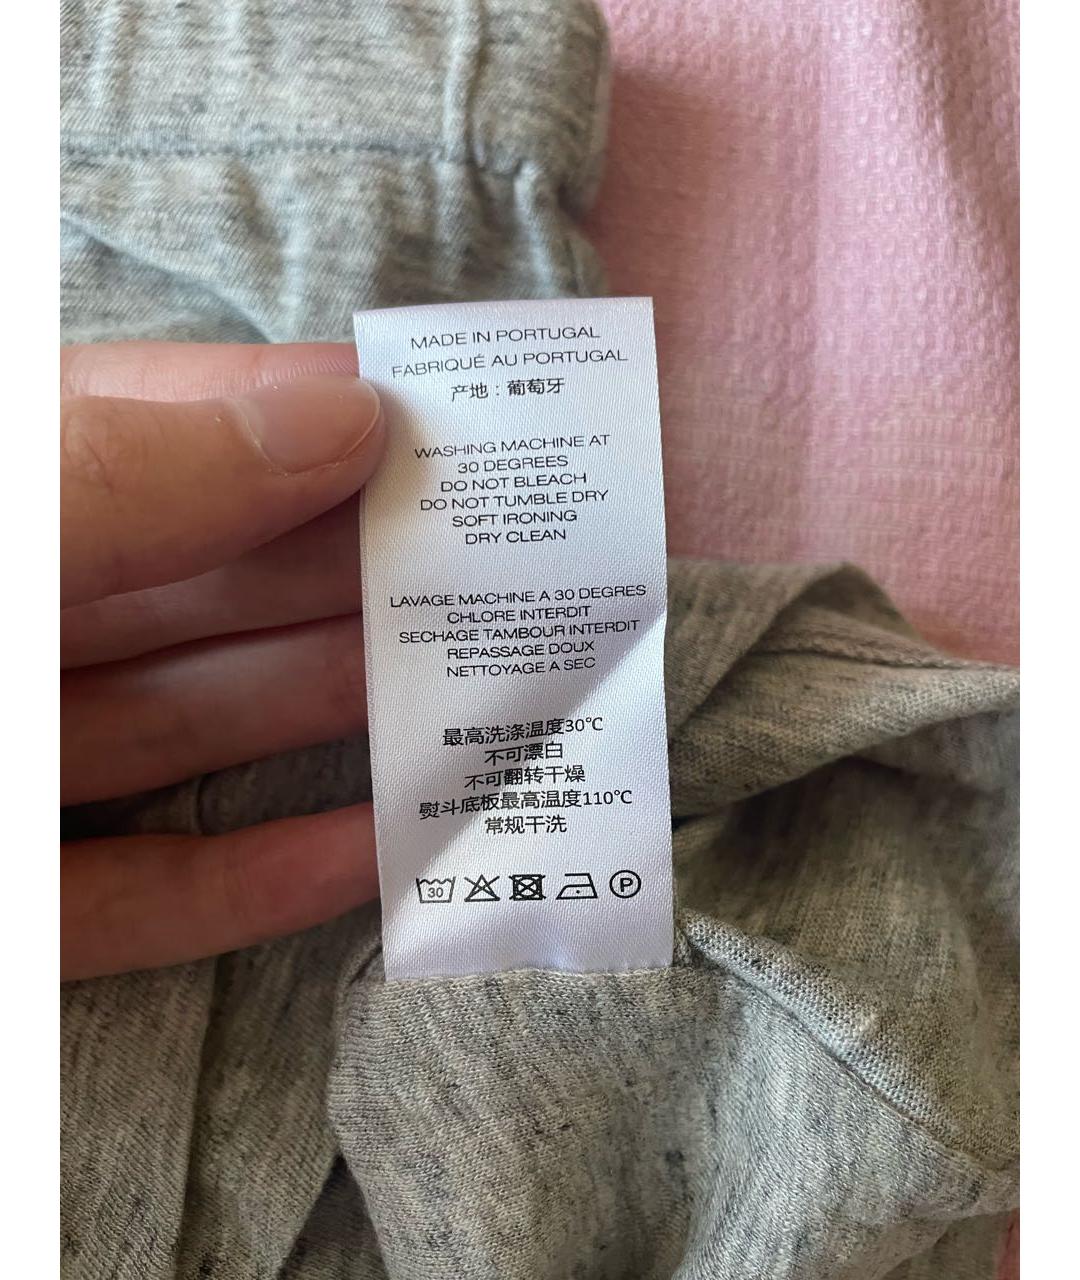 MADE IN PORTUGAL
FABRIQUÉ AU PORTUGAL
产地：葡萄牙
WASHING MACHINE AT
30 DEGREES
DO NOT BLEACH
DO NOT TUMBLE DRY
SOFT IRONING
DRY CLEAN
LAVAGE MACHINE A 30 DEGRES
CHLORE INTERDIT
SECHAGE TAMBOUR INTERDIT
REPASSAGE DOUX
NETTOYAGE A SEC
最高洗涤温度30℃
不可漂白
不可翻转干燥
熨斗底板最高温度110℃
常规干洗
30 P